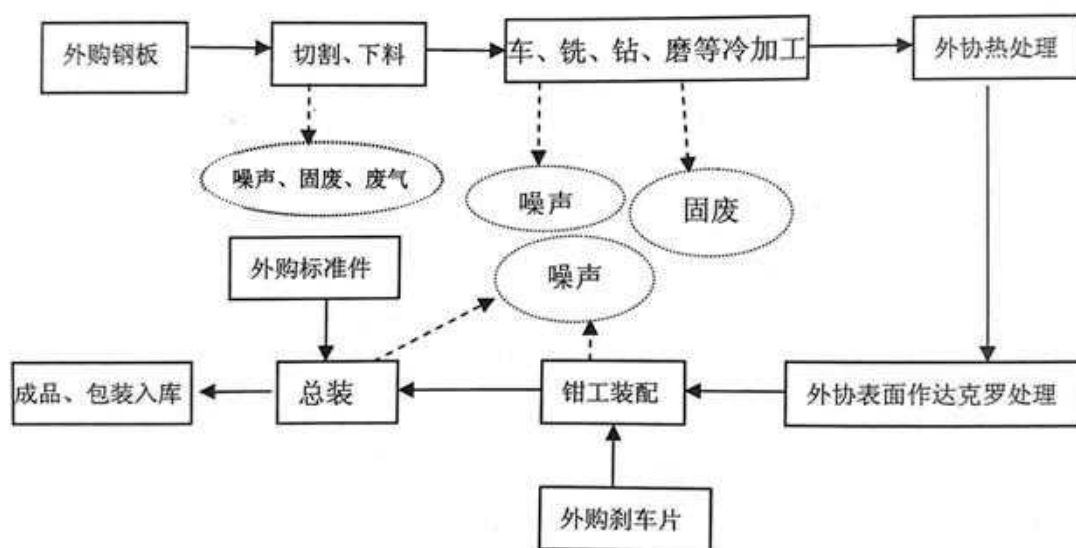 外购钢板
切割、下料
车、铣、钻、磨等冷加工
外协热处理
噪声、固废、废气
噪声
固废
外购标准件
噪声
成品、包装入库
总装
钳工装配
外协表面作达克罗处理
外购刹车片